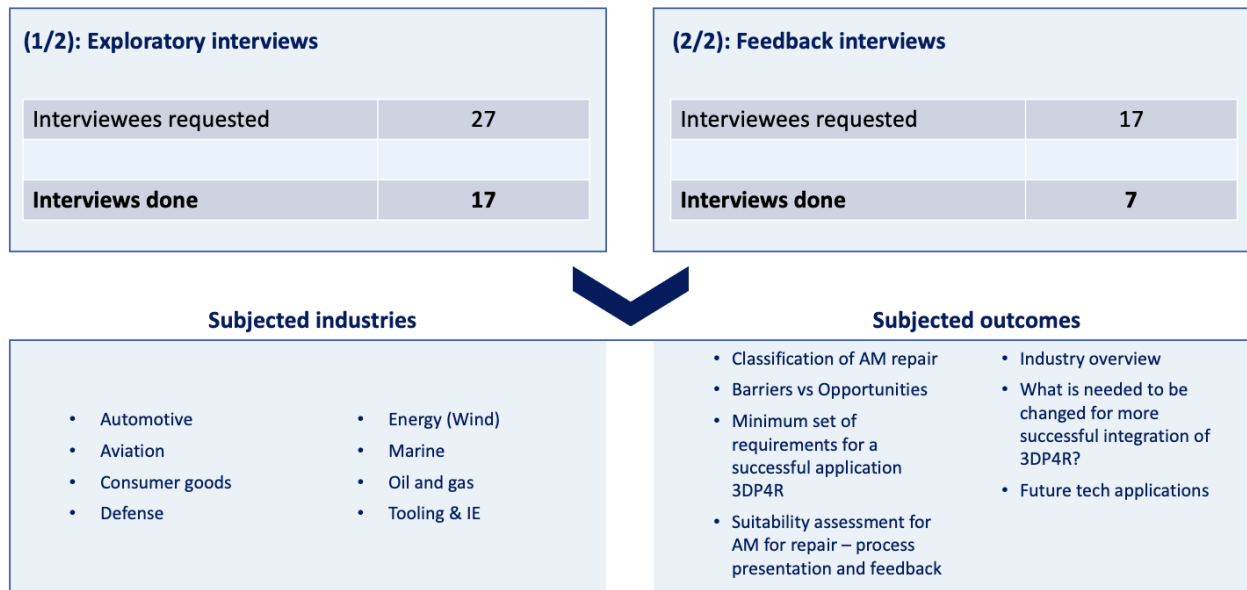 (1/2): Exploratory interviews
Interviewees requested 27
Interviews done 17
(2/2): Feedback interviews
Interviewees requested 17
Interviews done 7
Subjected industries
• Automotive
• Aviation
• Consumer goods
• Defense
• Energy (Wind)
• Marine
• Oil and gas
• Tooling & IE
Subjected outcomes
• Classification of AM repair
• Barriers vs Opportunities
• Minimum set of
requirements for a
successful application
3DP4R
• Suitability assessment for
AM for repair – process
presentation and feedback
• Industry overview
• What is needed to be
changed for more
successful integration of
3DP4R?
• Future tech applications